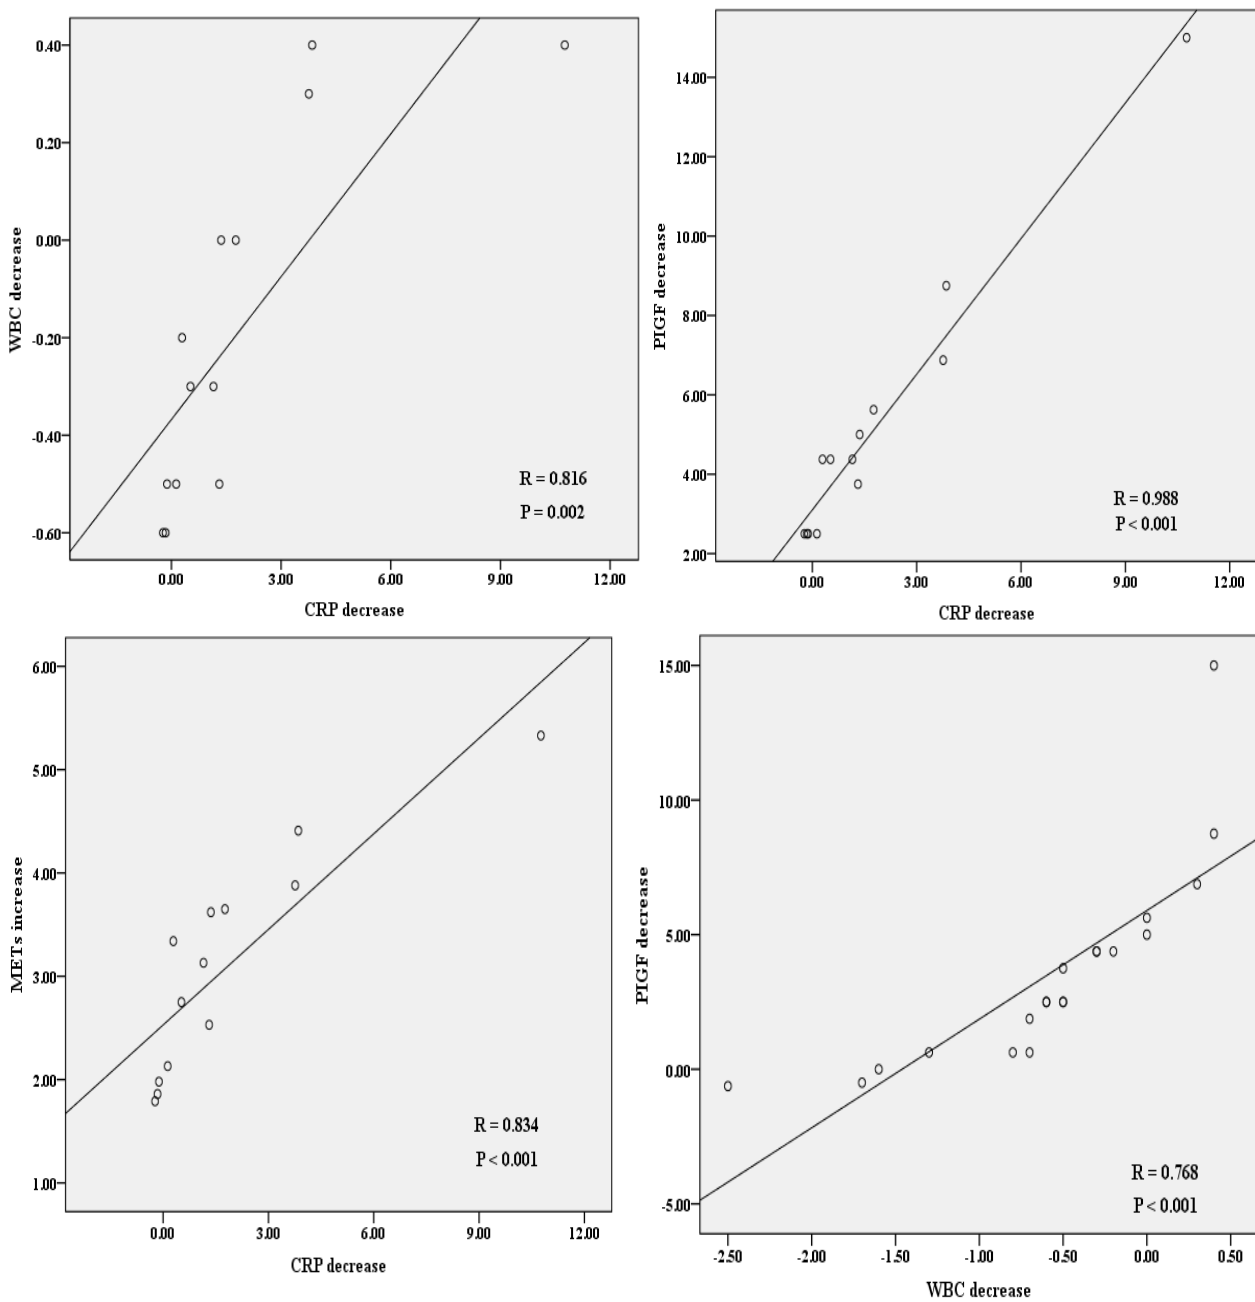 0.40
0.20
0.00
-0.20
-0.40
-0.60
WBC decrease
R = 0.816
P = 0.002
0.00 3.00 6.00 9.00 12.00
CRP decrease
14.00
12.00
10.00
8.00
6.00
4.00
2.00
PIGF decrease
R = 0.988
P < 0.001
0.00 3.00 6.00 9.00 12.00
CRP decrease
6.00
5.00
4.00
3.00
2.00
1.00
METs increase
R = 0.834
P < 0.001
0.00 3.00 6.00 9.00 12.00
CRP decrease
15.00
10.00
5.00
0.00
-5.00
PIGF decrease
R = 0.768
P < 0.001
-2.50 -2.00 -1.50 -1.00 -0.50 0.00 0.50
WBC decrease